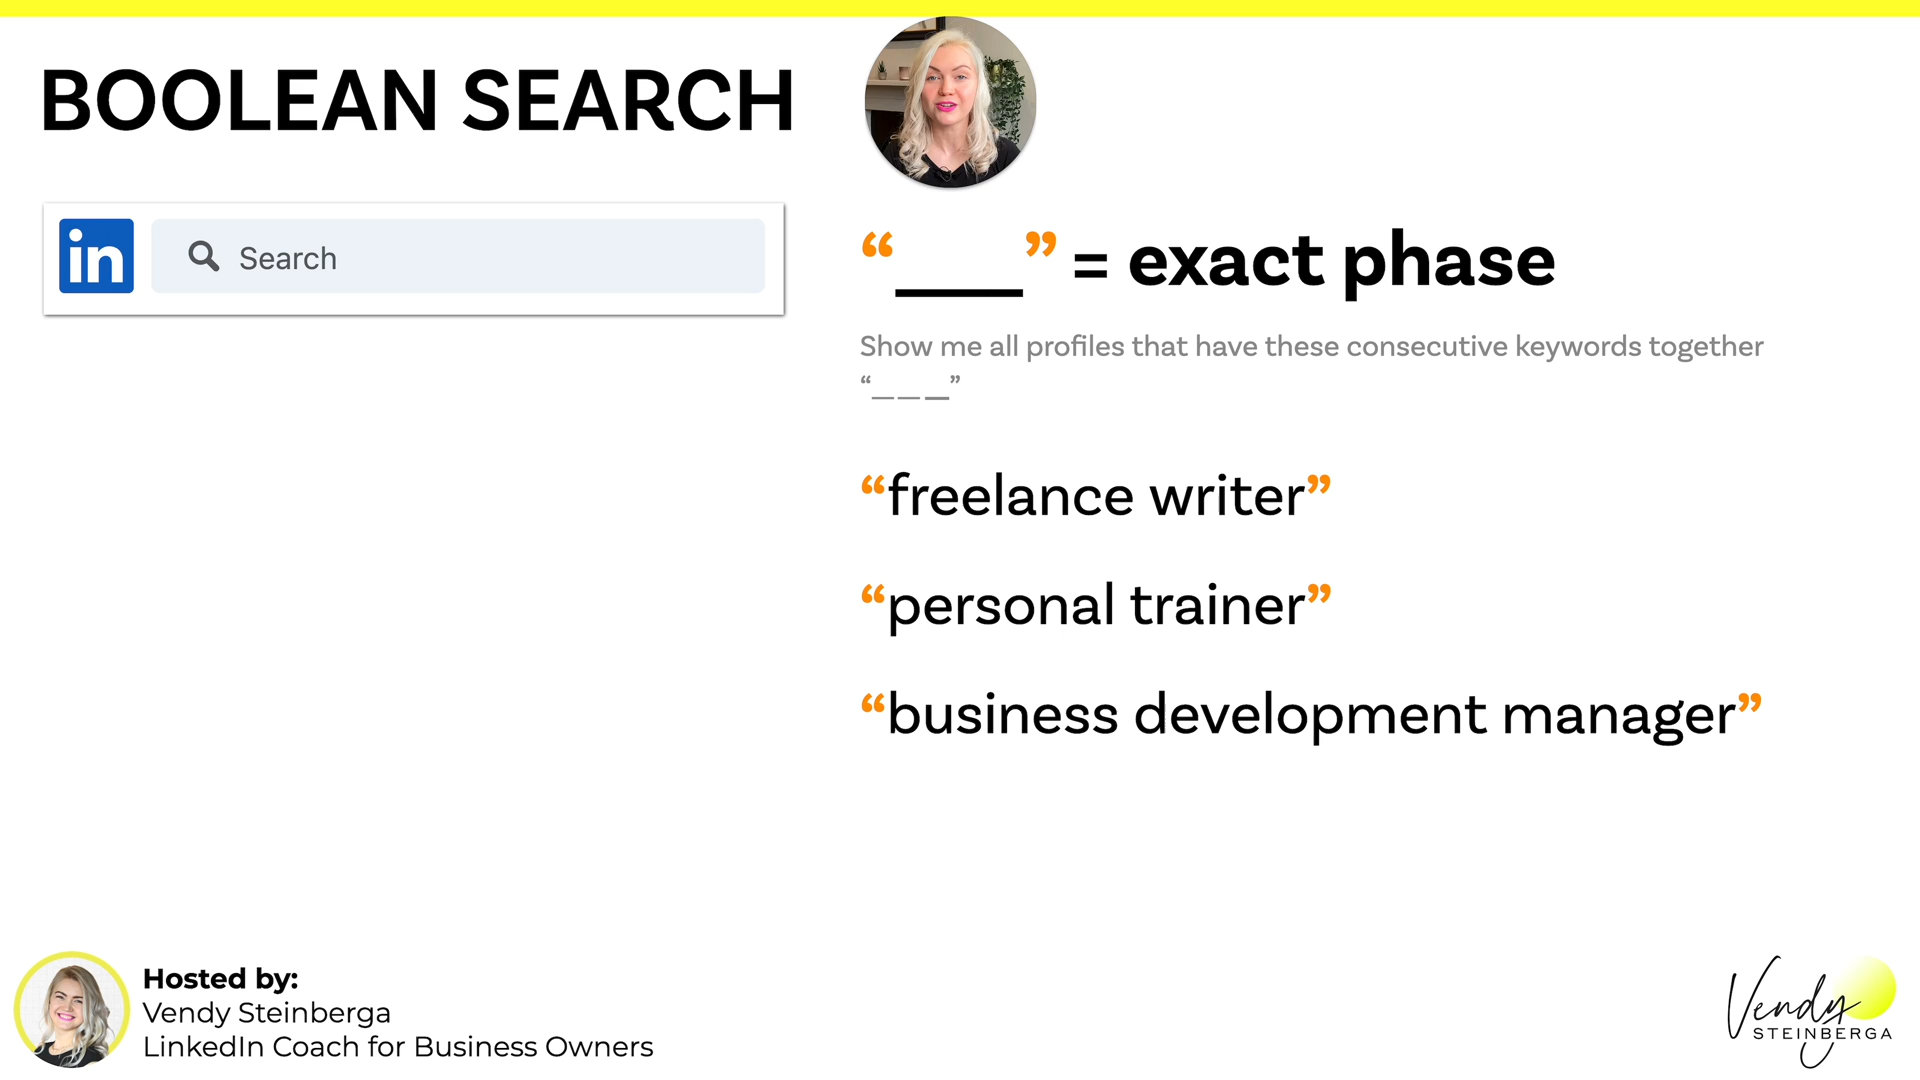 BOOLEAN SEARCH
in
Search
“___” = exact phase
Show me all profiles that have these consecutive keywords together
“_ _ _”
“freelance writer”
“personal trainer”
“business development manager”
Hosted by:
Vendy Steinberga
LinkedIn Coach for Business Owners
Vendy
STEINBERGA